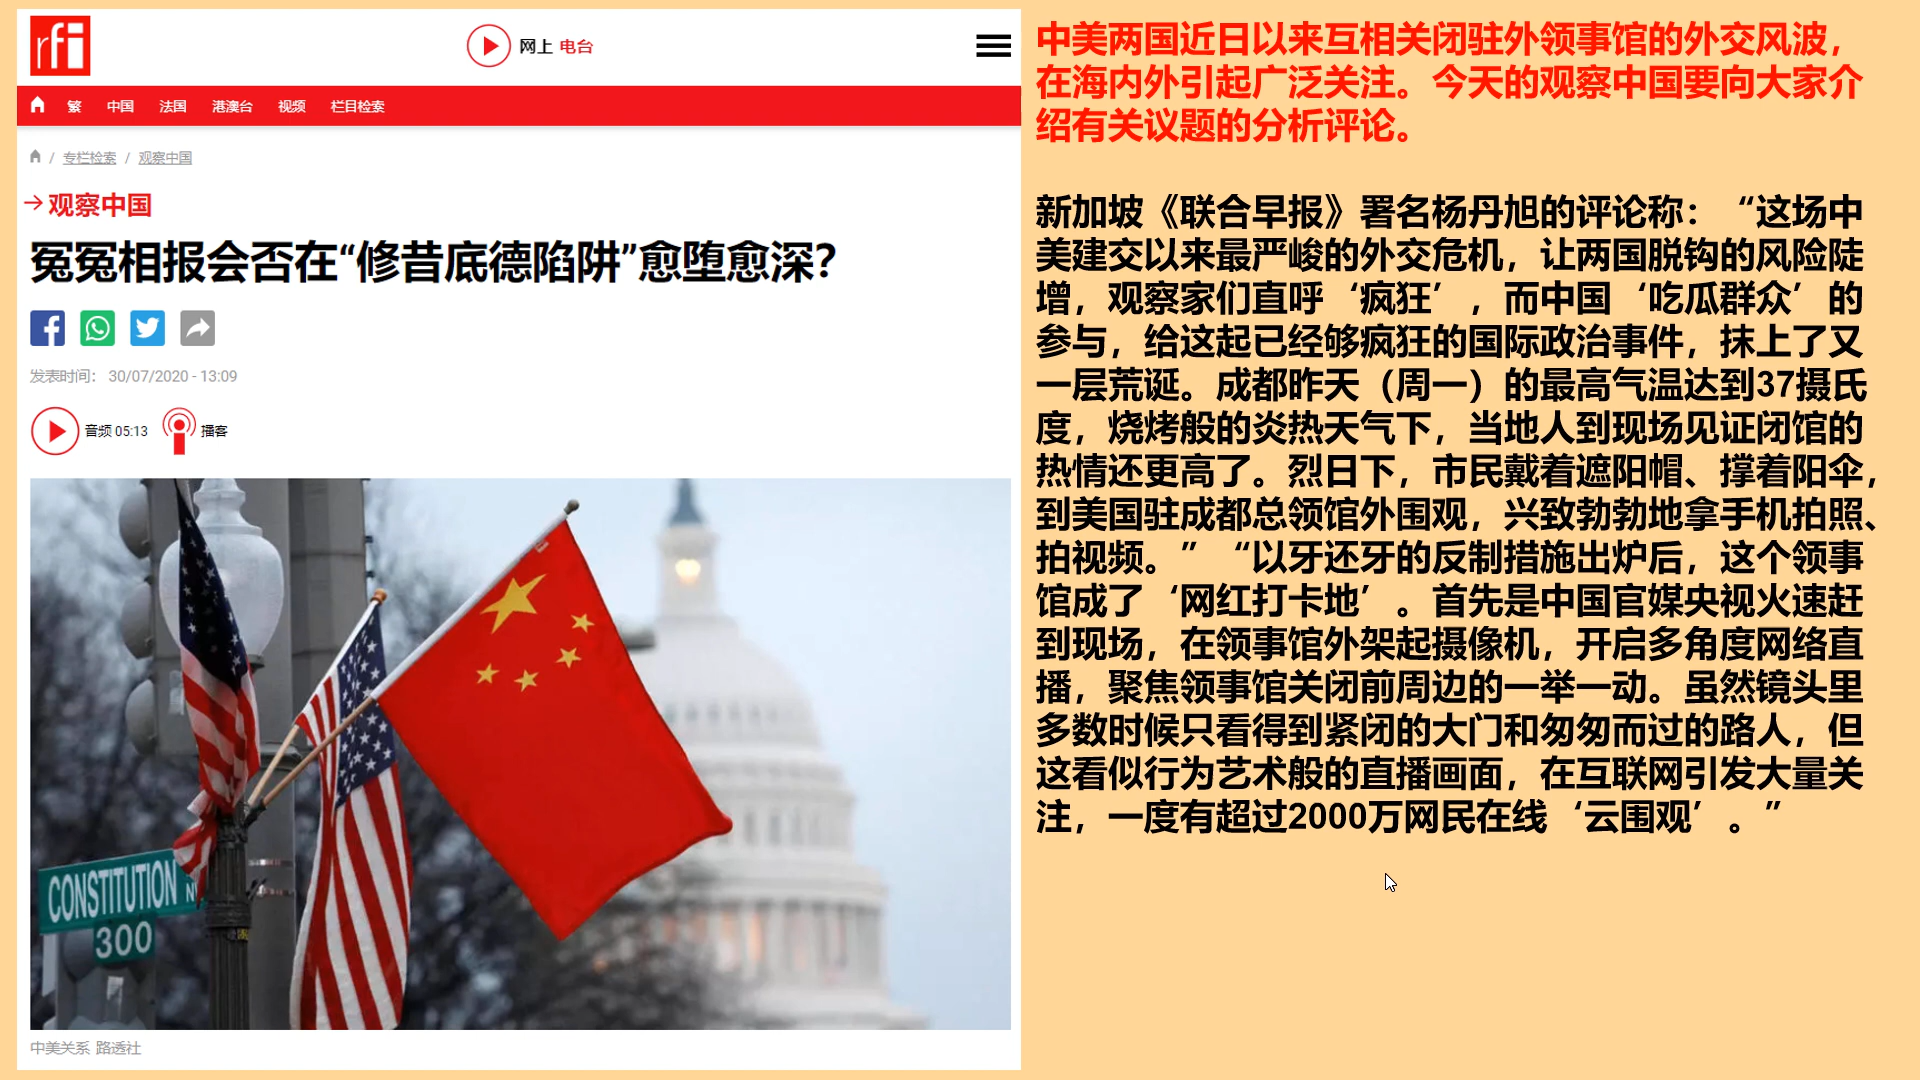 rfi
网上 电台
繁 中国 法国 港澳台 视频 栏目检索
/ 专栏检索 / 观察中国
→观察中国
冤冤相报会否在“修昔底德陷阱”愈堕愈深？
发表时间： 30/07/2020 - 13:09
音频 05:13 播客
CONSTITUTION N
300
中美关系 路透社
中美两国近日以来互相关闭驻外领事馆的外交风波，
在海内外引起广泛关注。今天的观察中国要向大家介
绍有关议题的分析评论。
新加坡《联合早报》署名杨丹旭的评论称：“这场中
美建交以来最严峻的外交危机，让两国脱钩的风险陡
增，观察家们直呼‘疯狂’，而中国‘吃瓜群众’的
参与，给这起已经够疯狂的国际政治事件，抹上了又
一层荒诞。成都昨天（周一）的最高气温达到37摄氏
度，烧烤般的炎热天气下，当地人到现场见证闭馆的
热情还更高了。烈日下，市民戴着遮阳帽、撑着阳伞，
到美国驻成都总领馆外围观，兴致勃勃地拿手机拍照、
拍视频。”“以牙还牙的反制措施出炉后，这个领事
馆成了‘网红打卡地’。首先是中国官媒央视火速赶
到现场，在领事馆外架起摄像机，开启多角度网络直
播，聚焦领事馆关闭前周边的一举一动。虽然镜头里
多数时候只看得到紧闭的大门和匆匆而过的路人，但
这看似行为艺术般的直播画面，在互联网引发大量关
注，一度有超过2000万网民在线‘云围观’。”